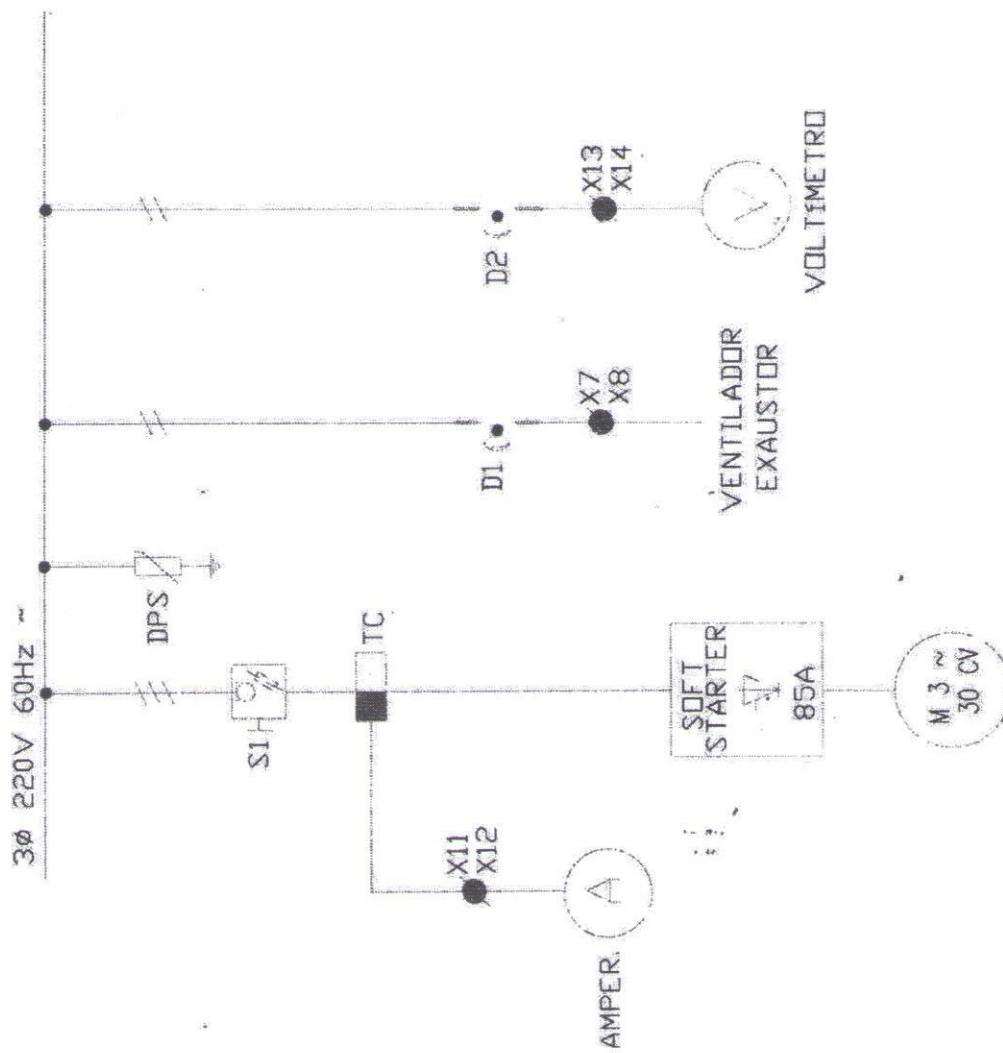 3ø 220V 60Hz ~
DPS
S1
TC
X11
X12
A
AMPER.
SOFT
STARTER
85A
M 3 ~
30 CV
D1
X7
X8
VENTILADOR
EXAUSTOR
D2
X13
X14
V
VOLTIMETRO